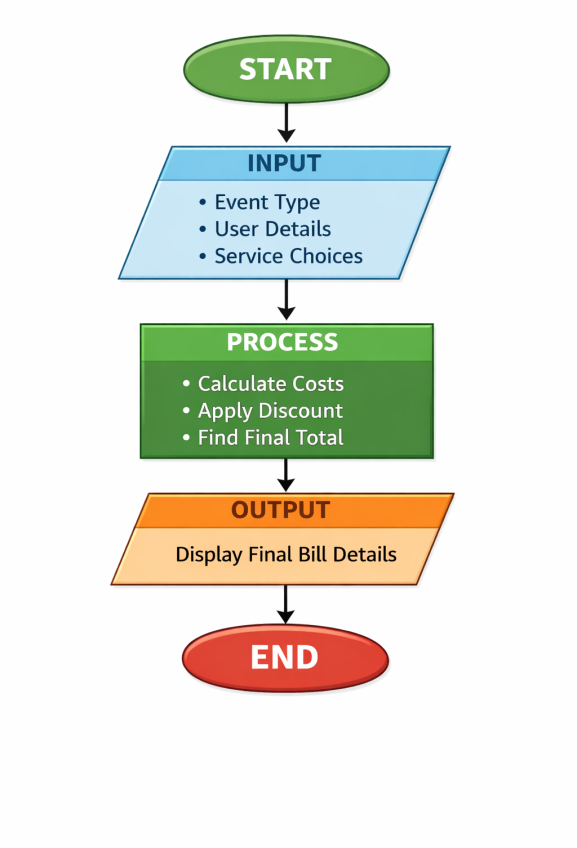 START
INPUT
• Event Type
• User Details
• Service Choices
PROCESS
• Calculate Costs
• Apply Discount
• Find Final Total
OUTPUT
Display Final Bill Details
END